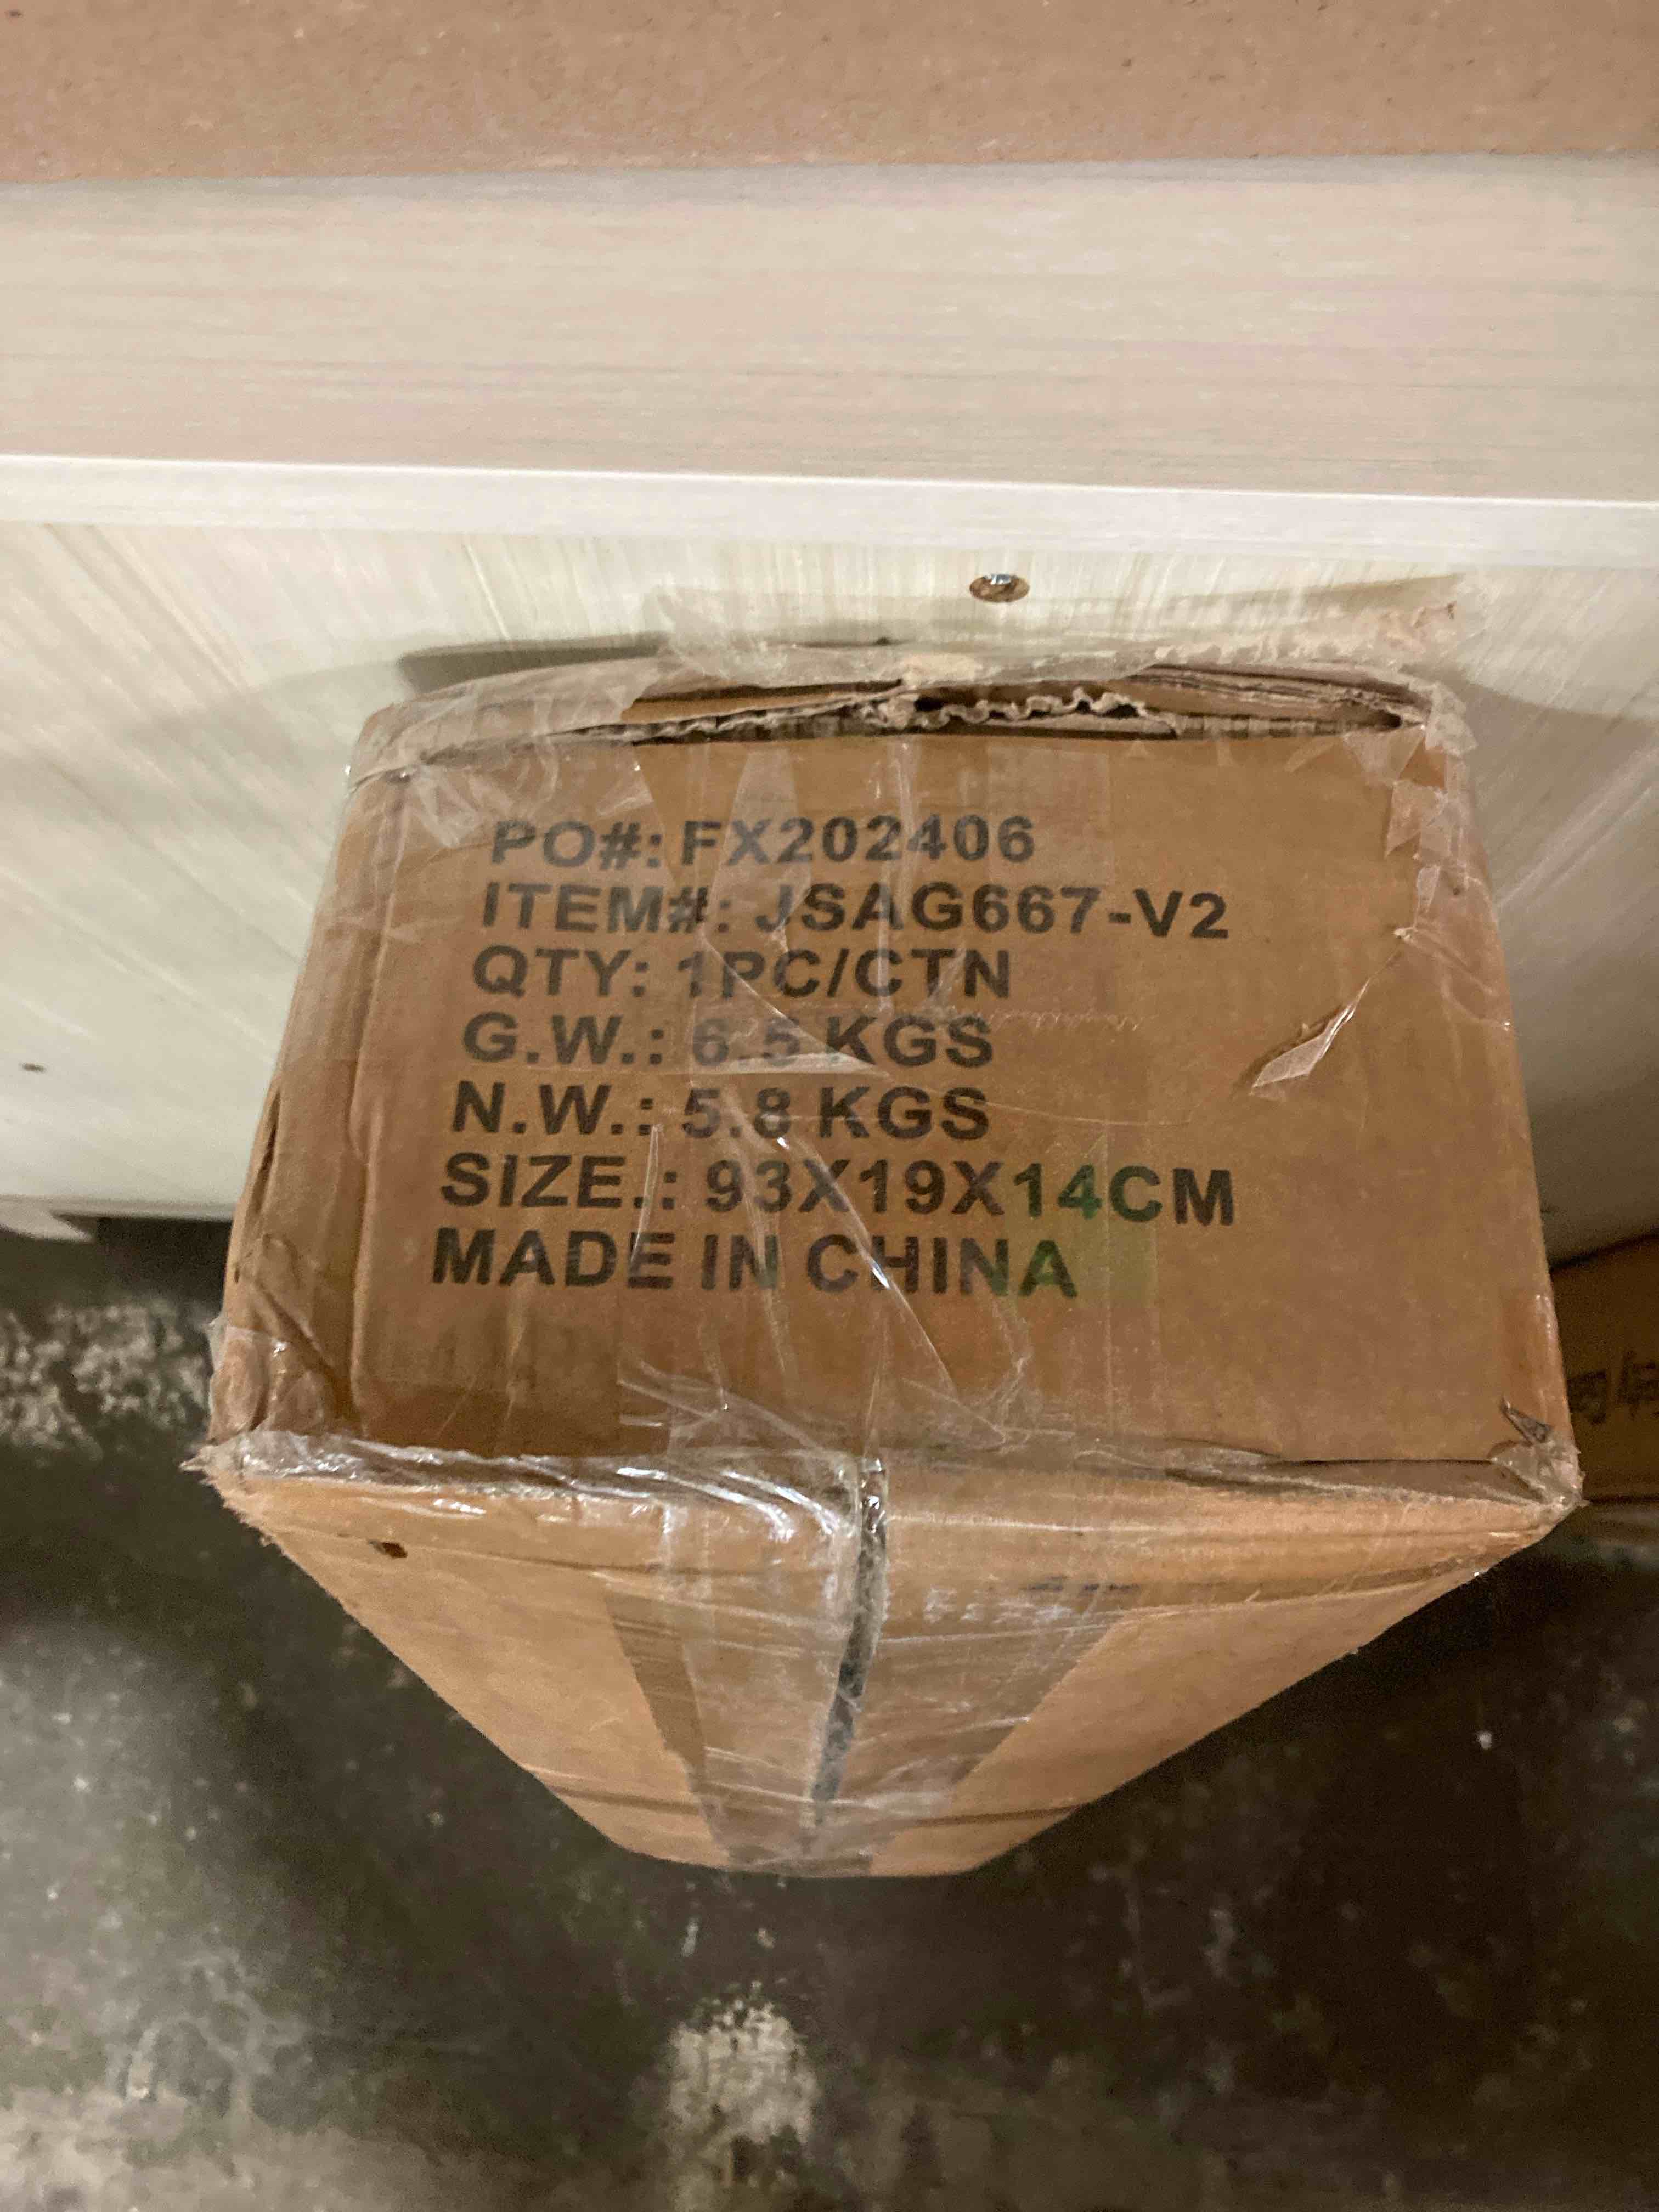 PO#: FX202406
ITEM#: JSAG667-V2
QTY: 1PC/CTN
G.W.: 6.5 KGS
N.W.: 5.8 KGS
SIZE.: 93X19X14CM
MADE IN CHINA